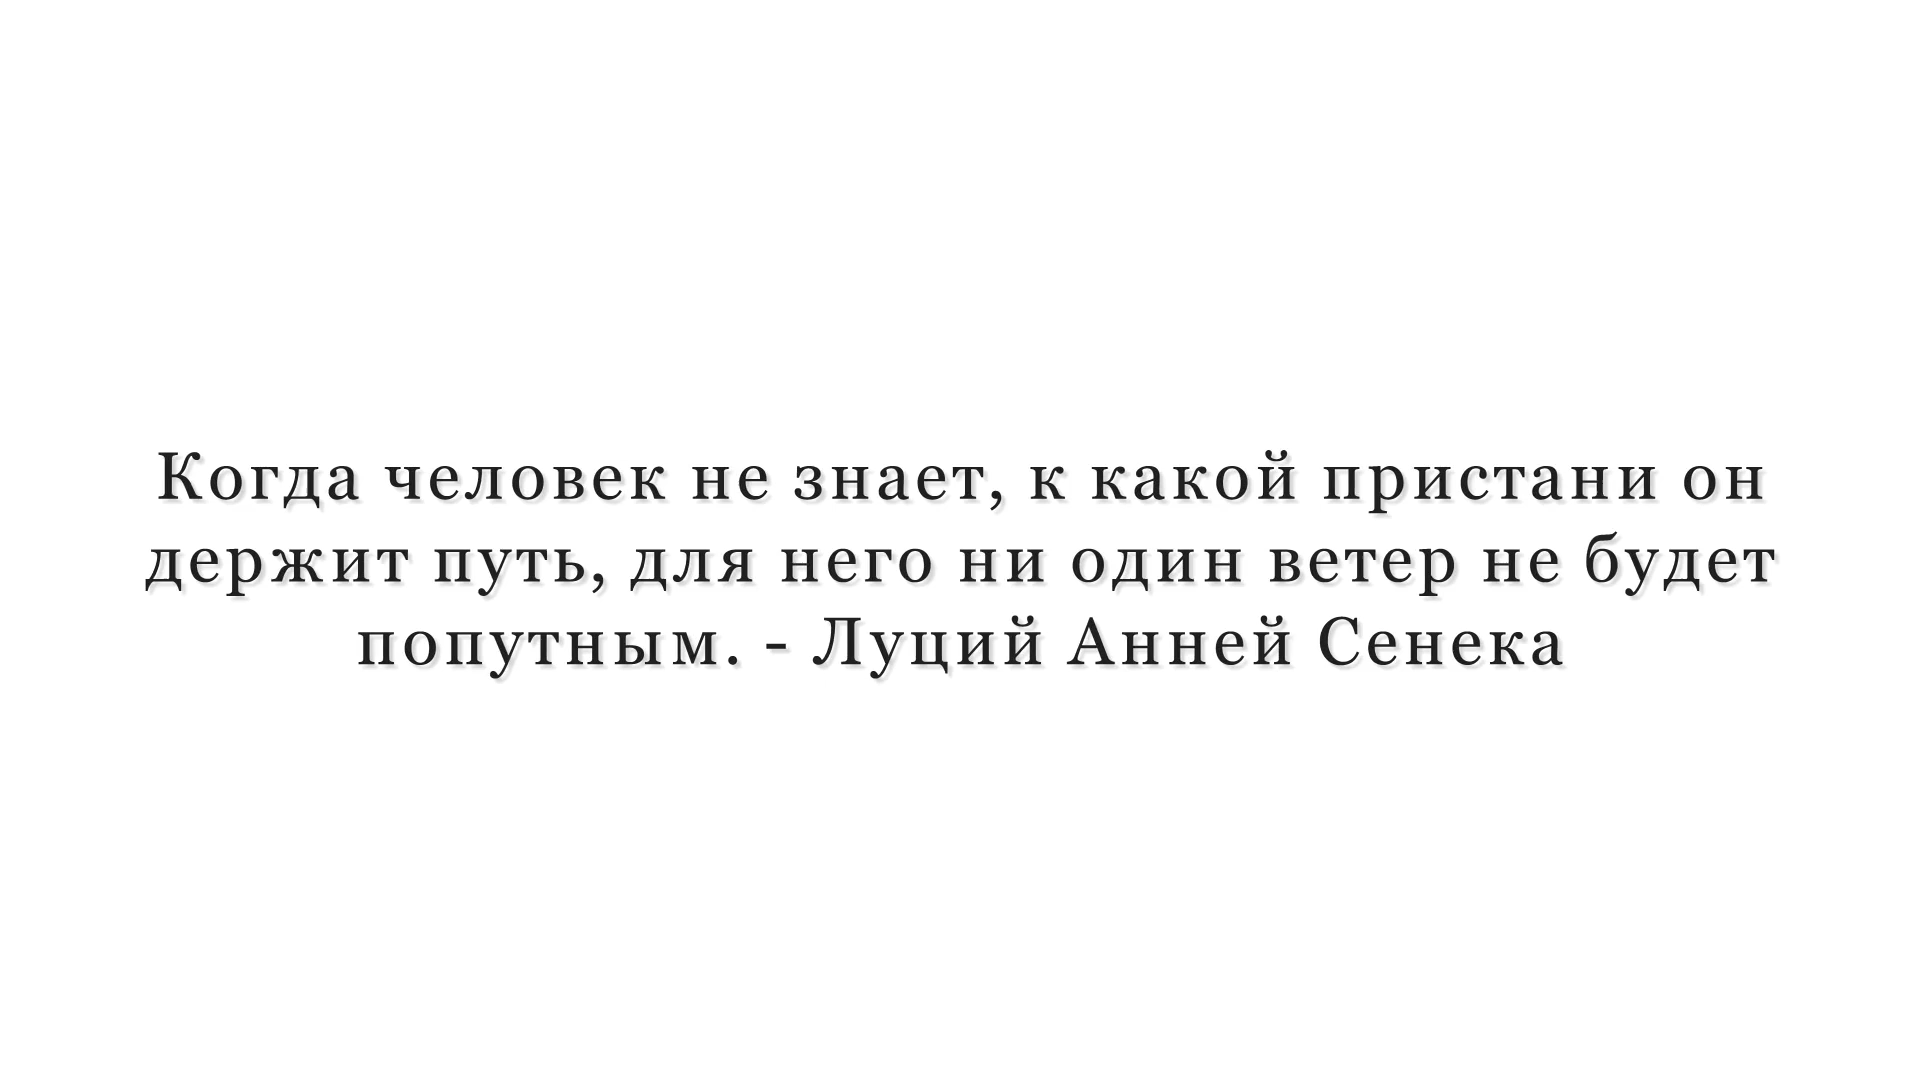 Когда человек не знает, к какой пристани он
держит путь, для него ни один ветер не будет
попутным. - Луций Анней Сенека